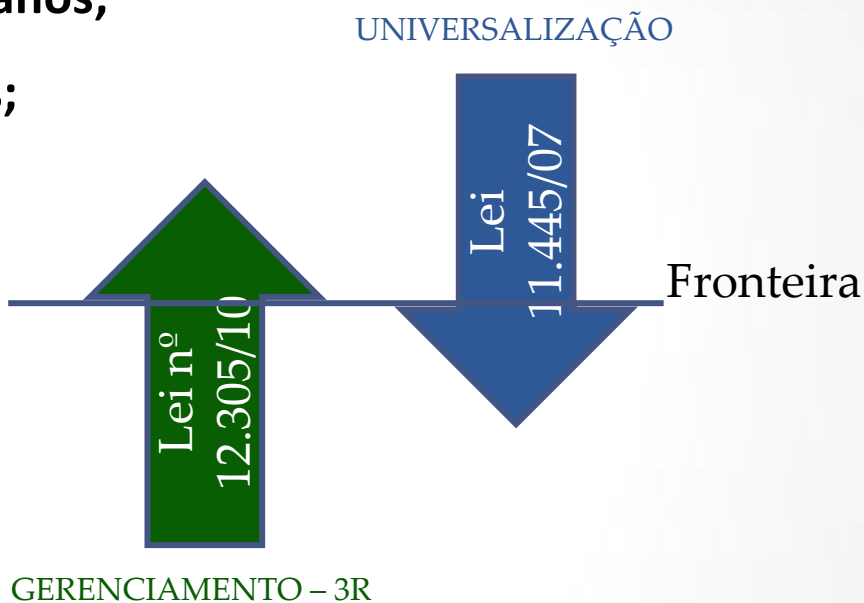 UNIVERSALIZAÇÃO
Lei
11.445/07
Fronteira
Lei nº
12.305/10
GERENCIAMENTO – 3R